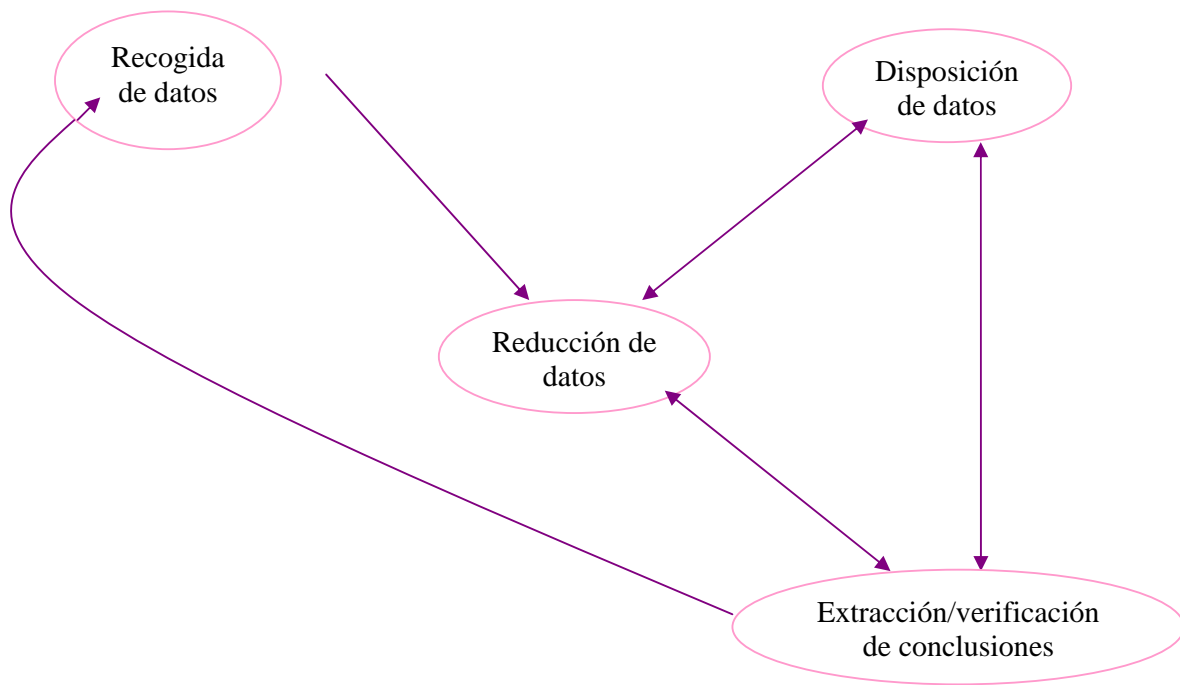 Recogida
de datos
Disposición
de datos
Reducción de
datos
Extracción/verificación
de conclusiones